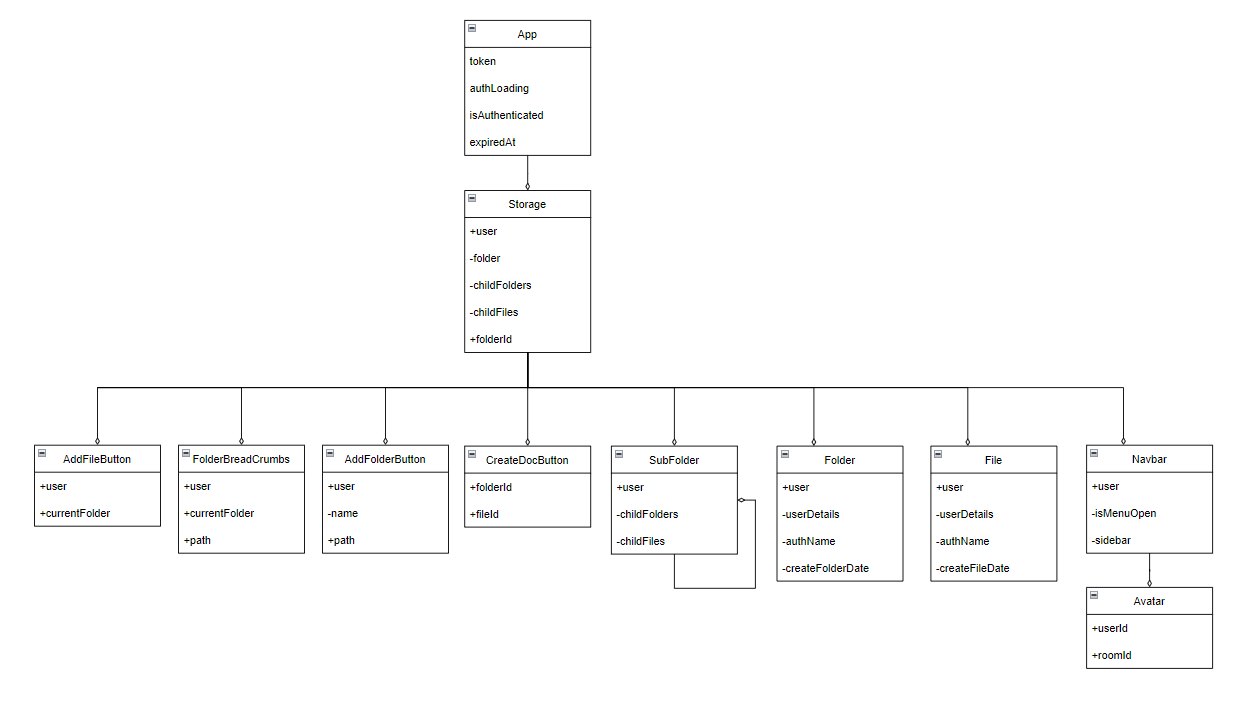 App
token
authLoading
isAuthenticated
expiredAt
Storage
+user
-folder
-childFolders
-childFiles
+folderId
AddFileButton
+user
+currentFolder
FolderBreadCrumbs
+user
+currentFolder
+path
AddFolderButton
+user
-name
+path
CreateDocButton
+folderId
+fileId
SubFolder
+user
-childFolders
-childFiles
Folder
+user
-userDetails
-authName
-createFolderDate
File
+user
-userDetails
-authName
-createFileDate
Navbar
+user
-isMenuOpen
-sidebar
Avatar
+userId
+roomId